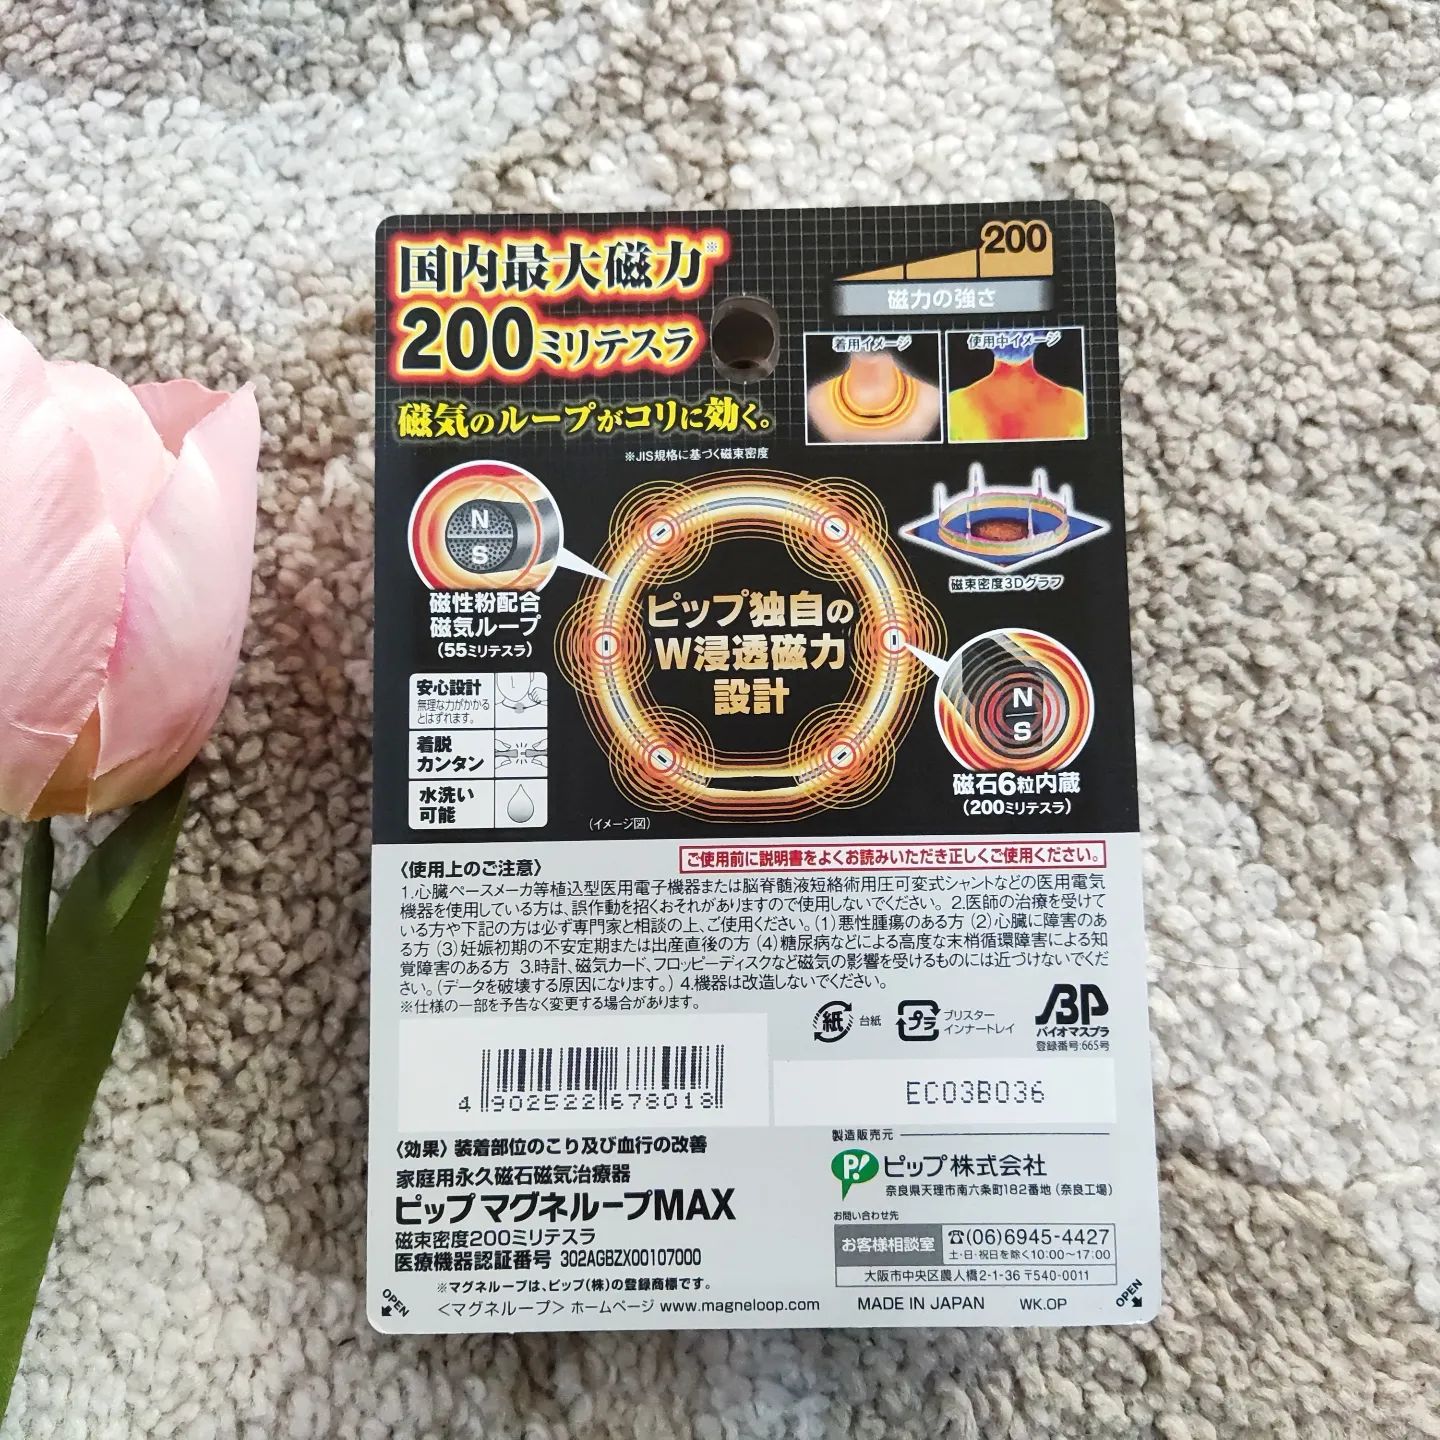 国内最大磁力※
200ミリテスラ
磁気のループがコリに効く。
※JIS規格に基づく磁束密度
200
磁力の強さ
着用イメージ
使用中イメージ
N
S
磁性粉配合
磁気ループ
(55ミリテスラ)
ピップ独自の
W浸透磁力
設計
磁束密度3Dグラフ
N
S
磁石6粒内蔵
(200ミリテスラ)
安心設計
無理な力がかかる
とはずれます。
着脱
カンタン
水洗い
可能
(イメージ図)
〈使用上のご注意〉
ご使用前に説明書をよくお読みいただき正しくご使用ください。
1.心臓ペースメーカ等植込型医用電子機器または脳脊髄液短絡術用圧可変式シャントなどの医用電気
機器を使用している方は、誤作動を招くおそれがありますので使用しないでください。 2.医師の治療を受けて
いる方や下記の方は必ず専門家と相談の上、ご使用ください。(1)悪性腫瘍のある方 (2)心臓に障害のあ
る方 (3)妊娠初期の不安定期または出産直後の方 (4)糖尿病などによる高度な末梢循環障害による知
覚障害のある方 3.時計、磁気カード、フロッピーディスクなど磁気の影響を受けるものには近づけないでくだ
さい。(データを破壊する原因になります。) 4.機器は改造しないでください。
※仕様の一部を予告なく変更する場合があります。
紙
台紙
プラ
ブリスター
インナートレイ
BP
バイオマスプラ
登録番号:665号
4 902522 678018
EC03B036
〈効果〉装着部位のこり及び血行の改善
家庭用永久磁石磁気治療器
ピップ マグネループMAX
磁束密度200ミリテスラ
医療機器認証番号 302AGBZX00107000
※マグネループは、ピップ(株)の登録商標です。
<マグネループ> ホームページ www.magneloop.com
製造販売元
P!
ピップ株式会社
奈良県天理市南六条町182番地(奈良工場)
お問い合わせ先
お客様相談室
☎(06)6945-4427
土・日・祝日を除く10:00〜17:00
大阪市中央区農人橋2-1-36 〒540-0011
MADE IN JAPAN WK.OP
OPEN
OPEN